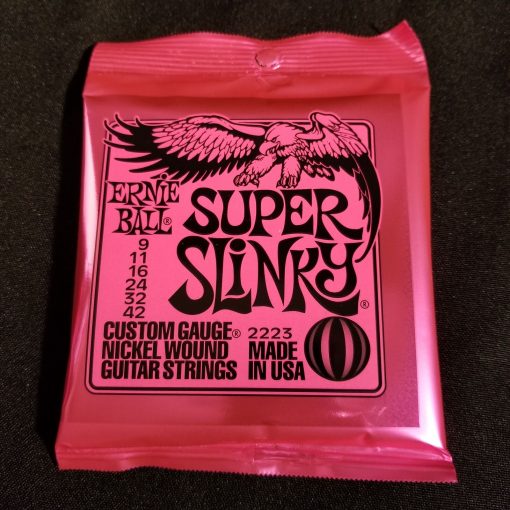 ERNIE
BALL®
SUPER
SLINKY®
9
11
16
24
32
42
CUSTOM GAUGE® 2223
NICKEL WOUND MADE
GUITAR STRINGS IN USA